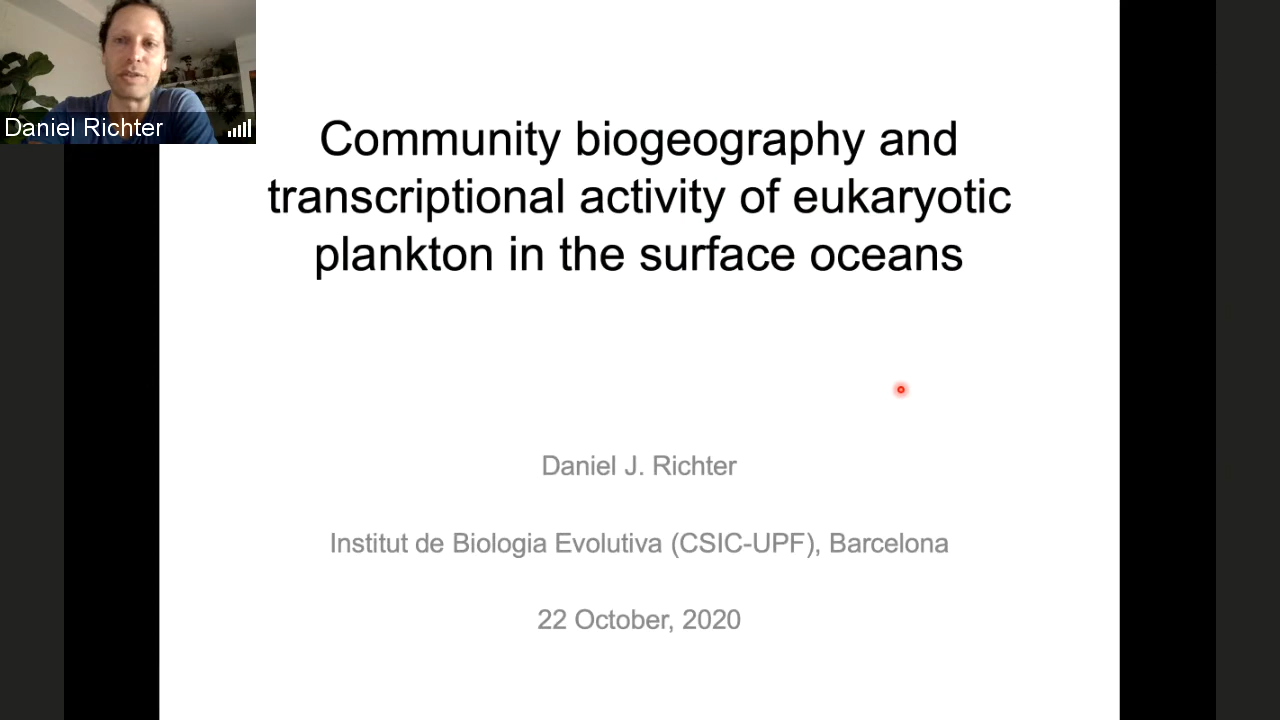 Daniel Richter
Community biogeography and
transcriptional activity of eukaryotic
plankton in the surface oceans
Daniel J. Richter
Institut de Biologia Evolutiva (CSIC-UPF), Barcelona
22 October, 2020